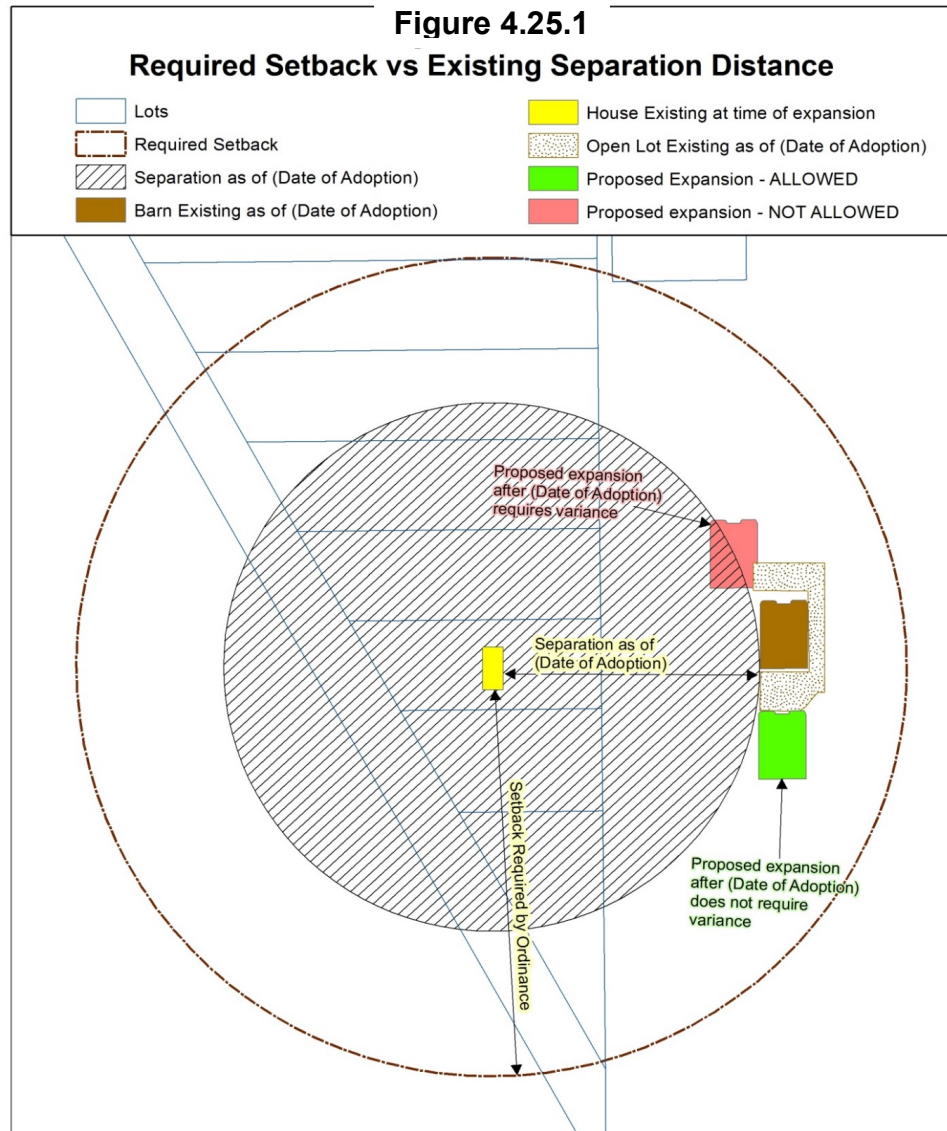 Figure 4.25.1
Required Setback vs Existing Separation Distance
Lots
Required Setback
Separation as of (Date of Adoption)
Barn Existing as of (Date of Adoption)
House Existing at time of expansion
Open Lot Existing as of (Date of Adoption)
Proposed Expansion - ALLOWED
Proposed expansion - NOT ALLOWED
Proposed expansion
after (Date of Adoption)
requires variance
Separation as of
(Date of Adoption)
Setback Required by Ordinance
Proposed expansion
after (Date of Adoption)
does not require
variance